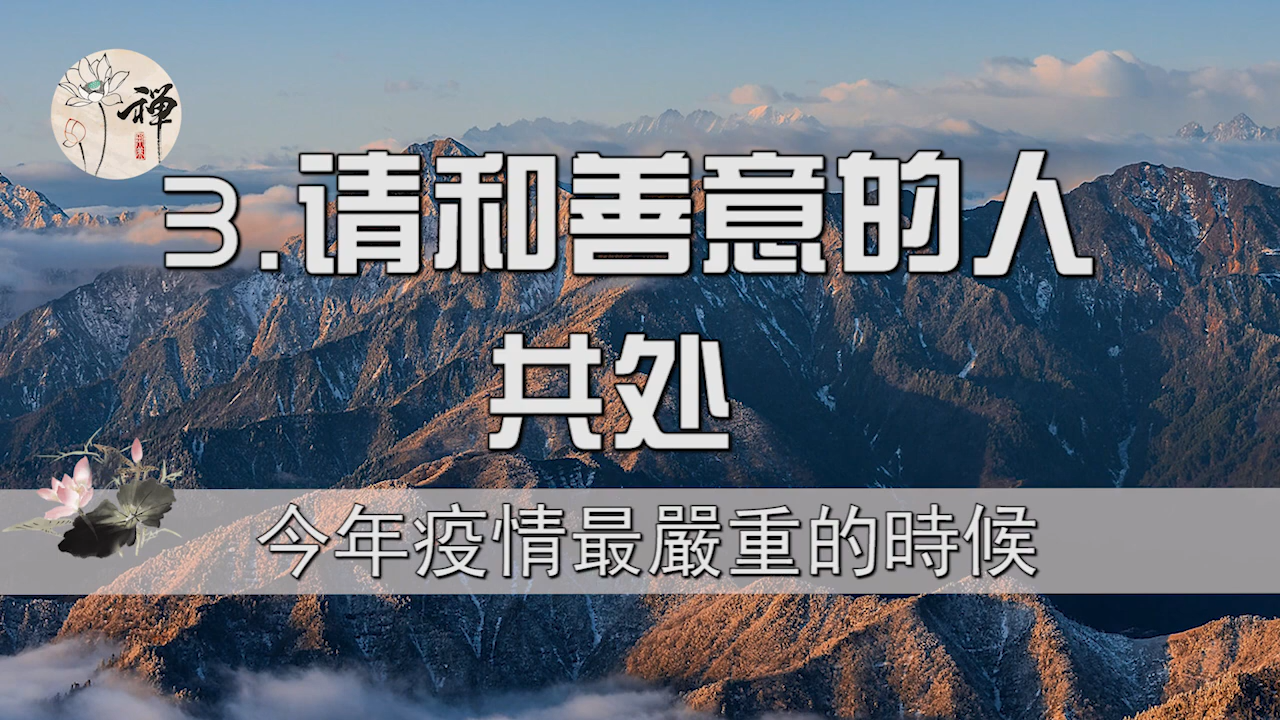 禅
3.请和善意的人
共处
今年疫情最嚴重的時候